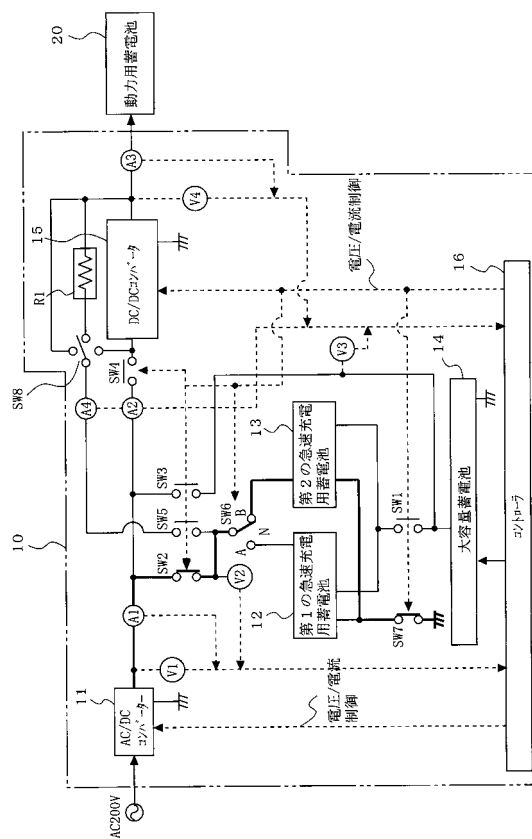 20
動力用蓄電池
A3
15
R1
DC/DCコンバータ
V4
SW8
SW4
A4
A2
電圧/電流制御
16
14
V3
13
第2の急速充電
用蓄電池
SW3
SW5
SW6
B
N
A
SW1
大容量蓄電池
コントローラ
10
SW2
V2
12
第1の急速充電
用蓄電池
SW7
A1
V1
11
AC/DC
コンバーター
電圧/電流
制御
AC200V